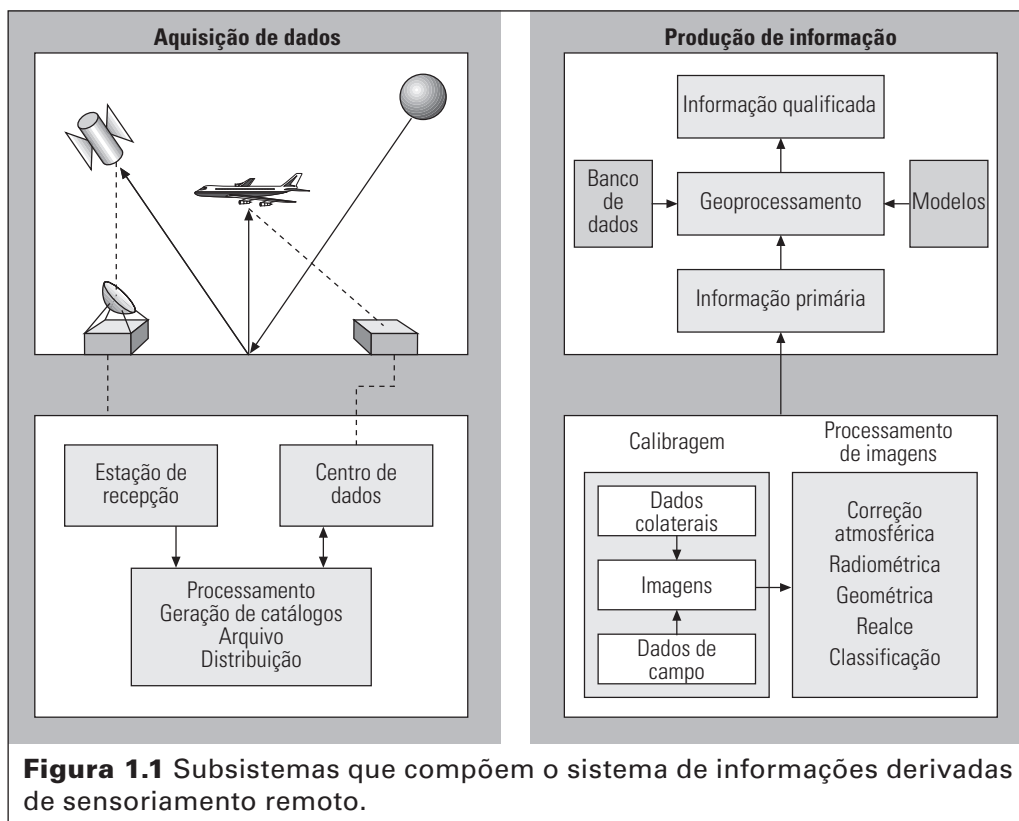 Aquisição de dados
Estação de
recepção
Centro de
dados
Processamento
Geração de catálogos
Arquivo
Distribuição
Produção de informação
Informação qualificada
Banco
de
dados
Geoprocessamento
Modelos
Informação primária
Calibragem
Processamento
de imagens
Dados
colaterais
Imagens
Dados de
campo
Correção
atmosférica
Radiométrica
Geométrica
Realce
Classificação
Figura 1.1 Subsistemas que compõem o sistema de informações derivadas
de sensoriamento remoto.